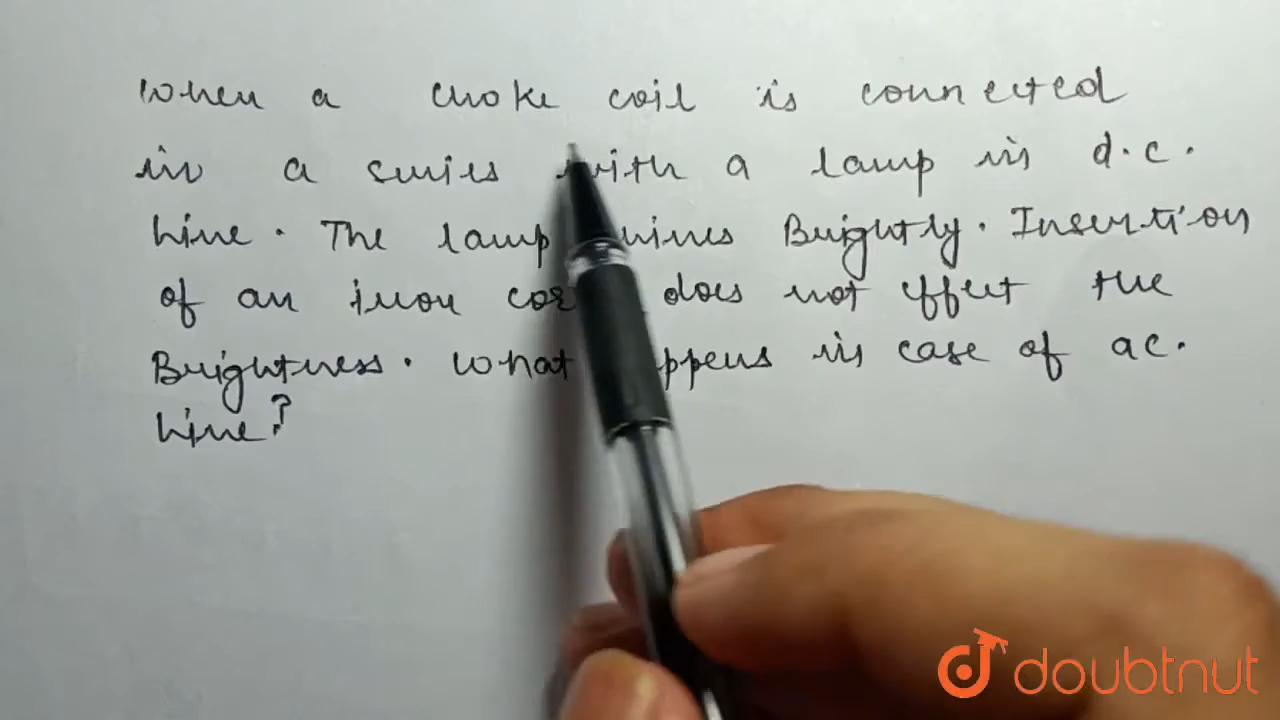 When a choke coil is connected
in a series with a lamp in d.c.
line. The lamp Brightly. Insertion
of an iron does not effect the
Brightness. What in case of ac.
line?
doubtnut